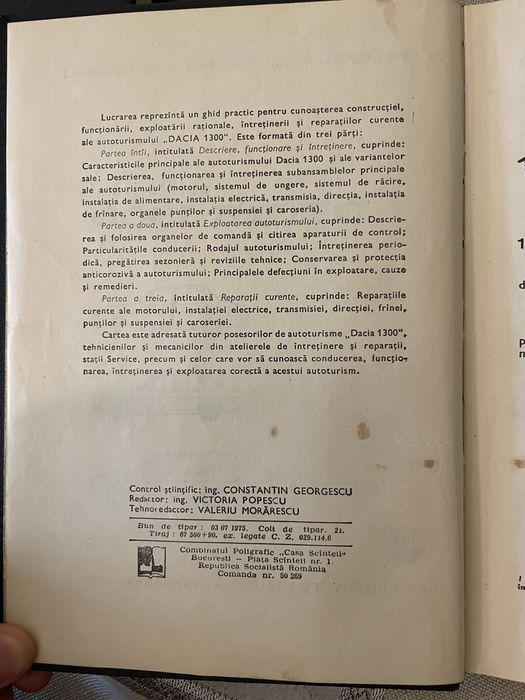 Lucrarea reprezintă un ghid practic pentru cunoașterea construcției,
funcționării, exploatării raționale, întreținerii și reparațiilor curente
ale autoturismului „DACIA 1300". Este formată din trei părți:
Partea întîi, intitulată Descriere, funcționare și întreținere, cuprinde:
Caracteristicile principale ale autoturismului Dacia 1300 și ale variantelor
sale; Descrierea, funcționarea și întreținerea subansamblelor principale
ale autoturismului (motorul, sistemul de ungere, sistemul de răcire,
instalația de alimentare, instalația electrică, transmisia, direcția, instalația
de frînare, organele punților și suspensiei și caroseria).
Partea a doua, intitulată Exploatarea autoturismului, cuprinde: Descrie-
rea și folosirea organelor de comandă și citirea aparaturii de control;
Particularitățile conducerii; Rodajul autoturismului; Întreținerea perio-
dică, pregătirea sezonieră și reviziile tehnice; Conservarea și protecția
anticorozivă a autoturismului; Principalele defecțiuni în exploatare, cauze
și remedieri.
Partea a treia, intitulată Reparații curente, cuprinde: Reparațiile
curente ale motorului, instalației electrice, transmisiei, direcției, frînei,
punților și suspensiei și caroseriei.
Cartea este adresată tuturor posesorilor de autoturisme „Dacia 1300",
tehnicienilor și mecanicilor din atelierele de întreținere și reparații,
stații Service, precum și celor care vor să cunoască conducerea, funcțio-
narea, întreținerea și exploatarea corectă a acestui autoturism.
Control științific: ing. CONSTANTIN GEORGESCU
Redactor: ing. VICTORIA POPESCU
Tehnoredactor: VALERIU MORĂRESCU
Bun de tipar: 03 07 1975. Coli de tipar. 21.
Tiraj: 67 500+90. ex. legate C. Z. 029.114.6
Combinatul Poligrafic „Casa Scînteii"
București — Piața Scînteii nr. 1.
Republica Socialistă România
Comanda nr. 50 269